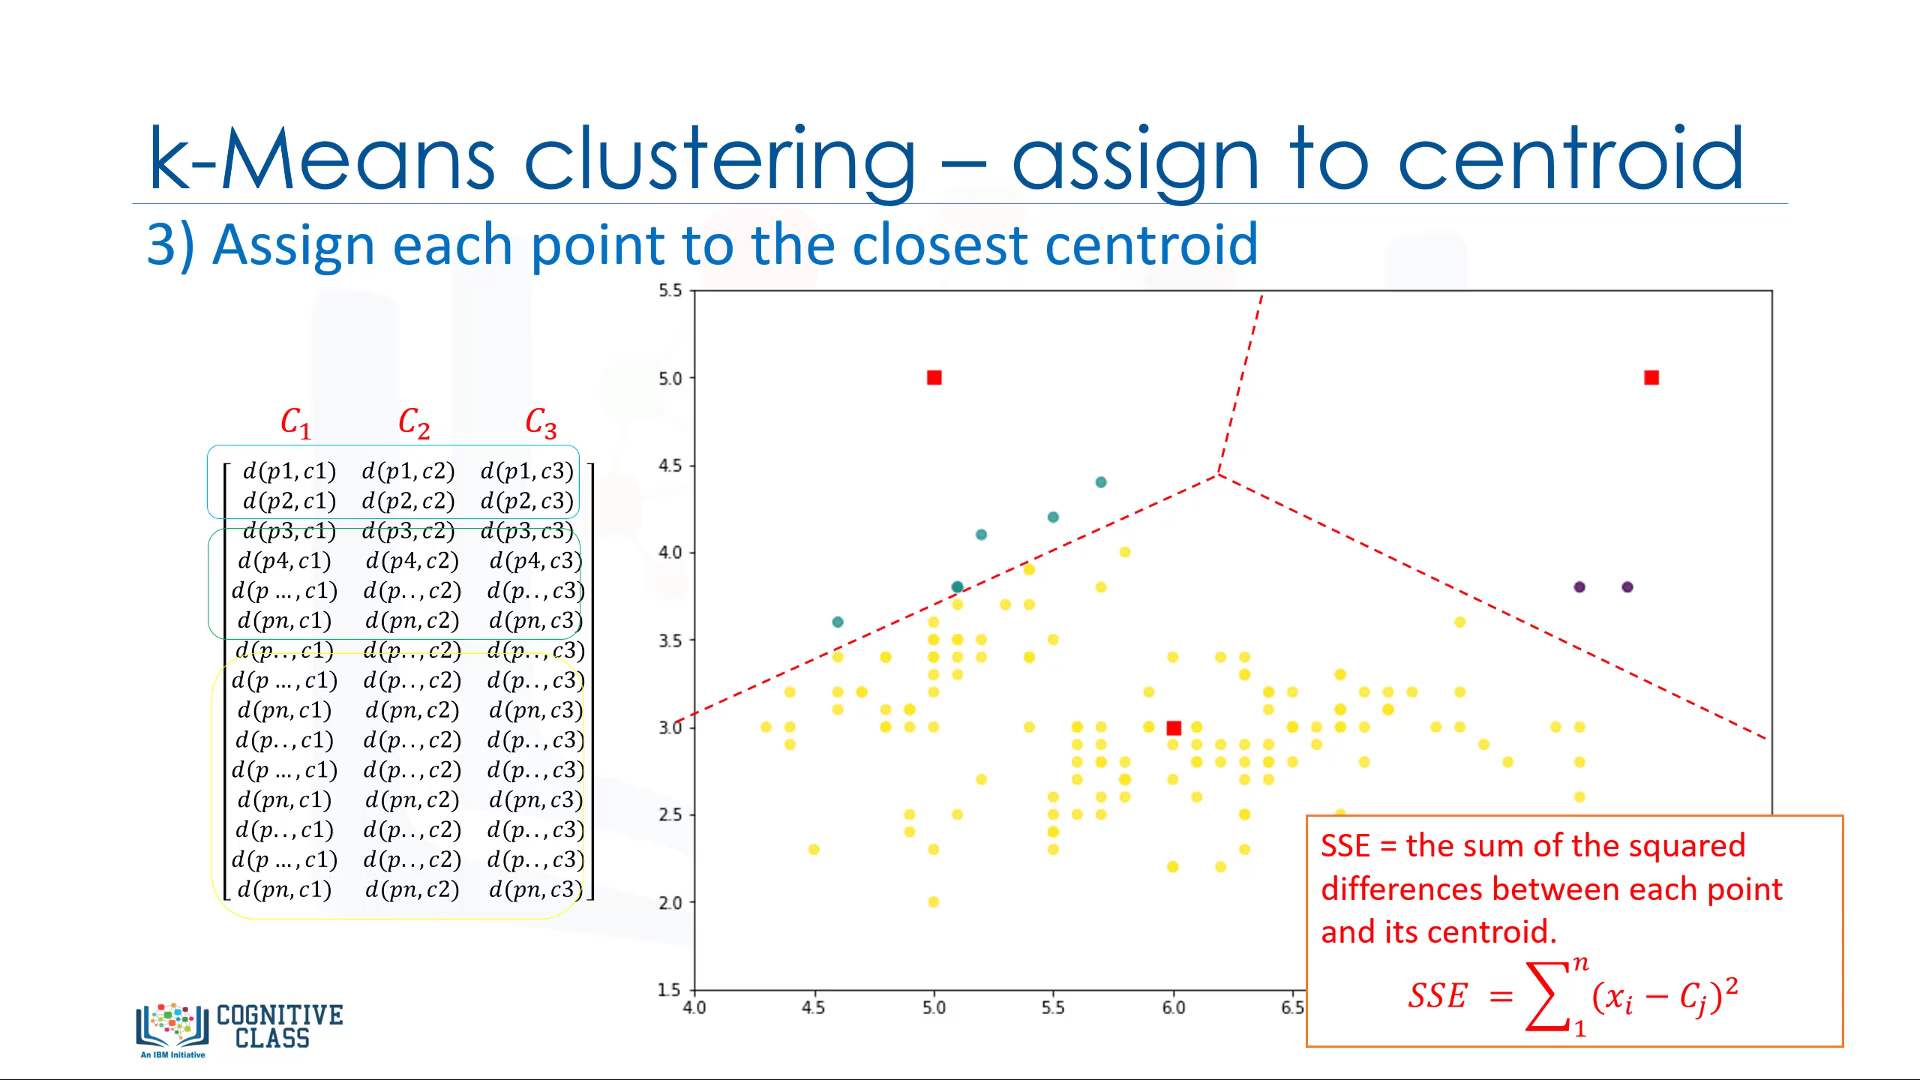 k-Means clustering – assign to centroid
3) Assign each point to the closest centroid
C1 C2 C3
d(p1,c1) d(p1,c2) d(p1,c3)
d(p2,c1) d(p2,c2) d(p2,c3)
d(p3,c1) d(p3,c2) d(p3,c3)
d(p4,c1) d(p4,c2) d(p4,c3)
d(p ...,c1) d(p..,c2) d(p..,c3)
d(pn,c1) d(pn,c2) d(pn,c3)
d(p..,c1) d(p..,c2) d(p..,c3)
d(p ...,c1) d(p..,c2) d(p..,c3)
d(pn,c1) d(pn,c2) d(pn,c3)
d(p..,c1) d(p..,c2) d(p..,c3)
d(p ...,c1) d(p..,c2) d(p..,c3)
d(pn,c1) d(pn,c2) d(pn,c3)
d(p..,c1) d(p..,c2) d(p..,c3)
d(p ...,c1) d(p..,c2) d(p..,c3)
d(pn,c1) d(pn,c2) d(pn,c3)
5.5
5.0
4.5
4.0
3.5
3.0
2.5
2.0
1.5
4.0 4.5 5.0 5.5 6.0 6.5
SSE = the sum of the squared
differences between each point
and its centroid.
SSE = ∑₁ⁿ (xᵢ − Cⱼ)²
COGNITIVE
CLASS
An IBM Initiative